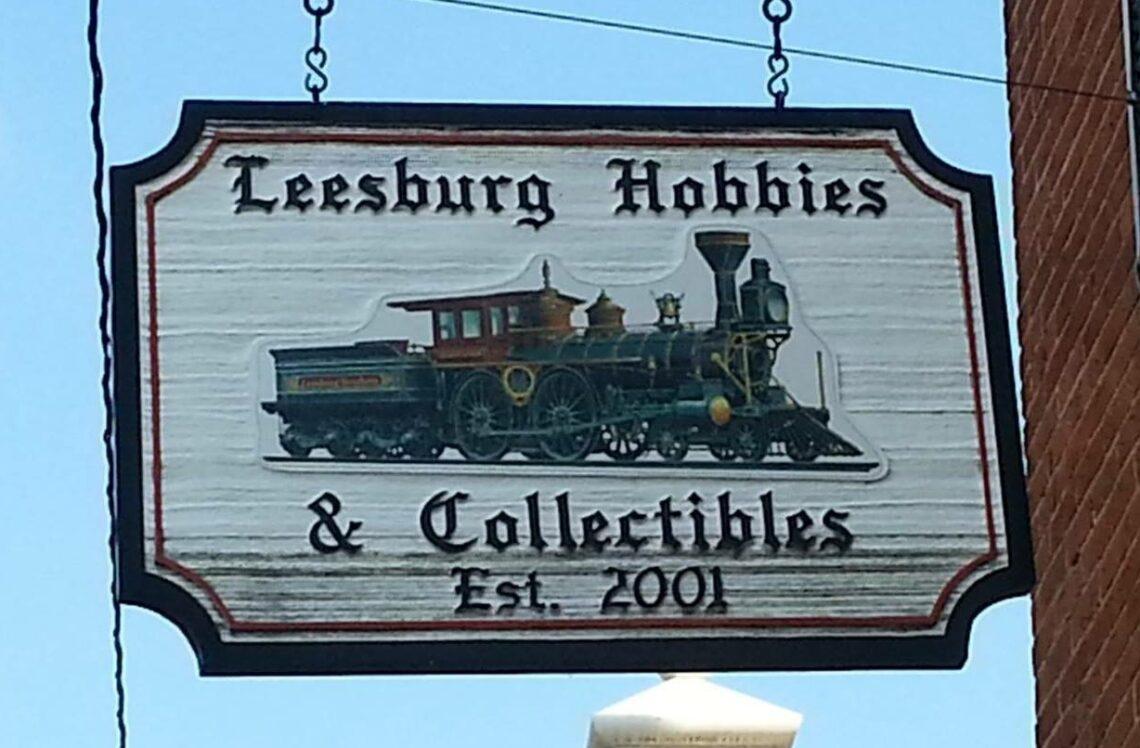 Leesburg Hobbies
& Collectibles
Est. 2001